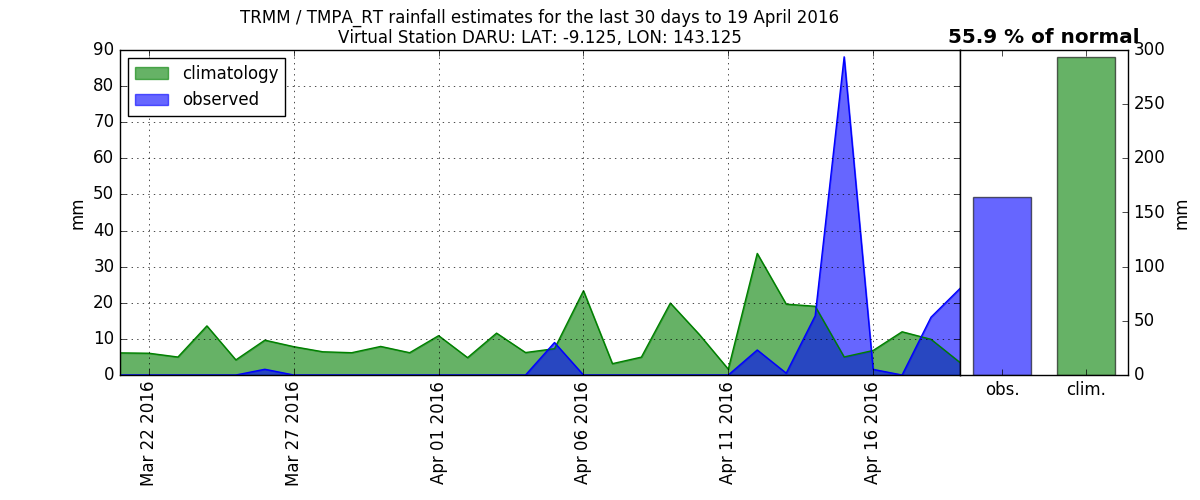 TRMM / TMPA_RT rainfall estimates for the last 30 days to 19 April 2016
Virtual Station DARU: LAT: -9.125, LON: 143.125
55.9 % of normal
climatology
observed
mm
90
80
70
60
50
40
30
20
10
0
Mar 22 2016
Mar 27 2016
Apr 01 2016
Apr 06 2016
Apr 11 2016
Apr 16 2016
obs.
clim.
300
250
200
150
100
50
0
mm